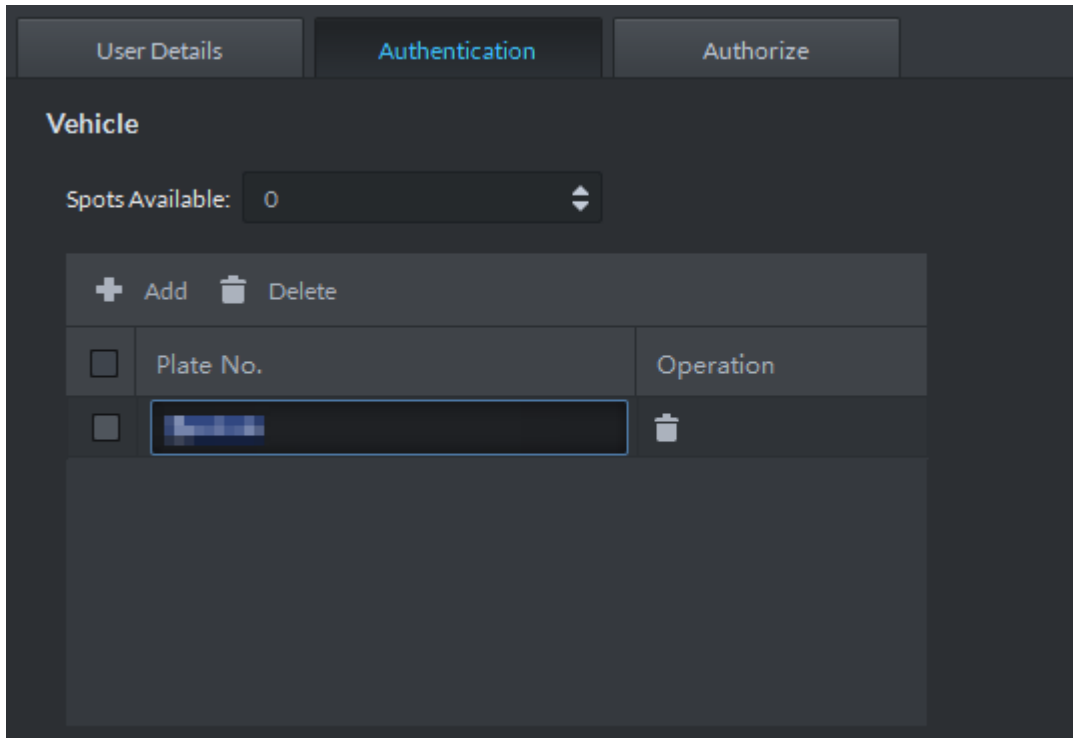 User Details Authentication Authorize
Vehicle
Spots Available: 0
Add Delete
Plate No. Operation